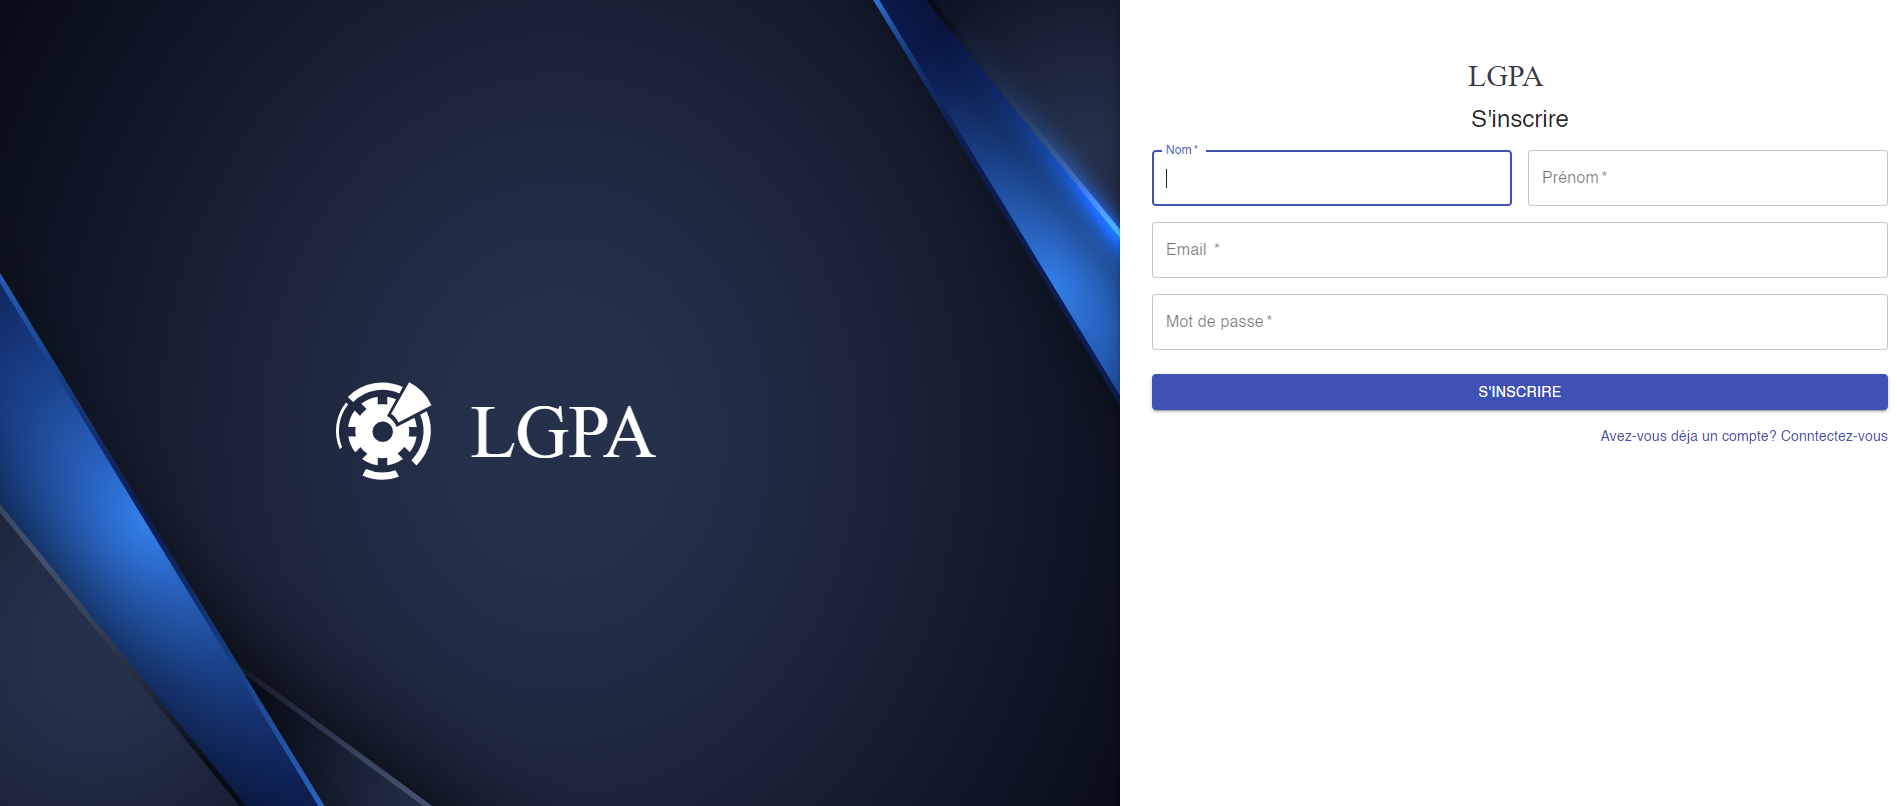 LGPA
LGPA
S'inscrire
Nom *
Prénom *
Email *
Mot de passe *
S'INSCRIRE
Avez-vous déja un compte? Conntectez-vous